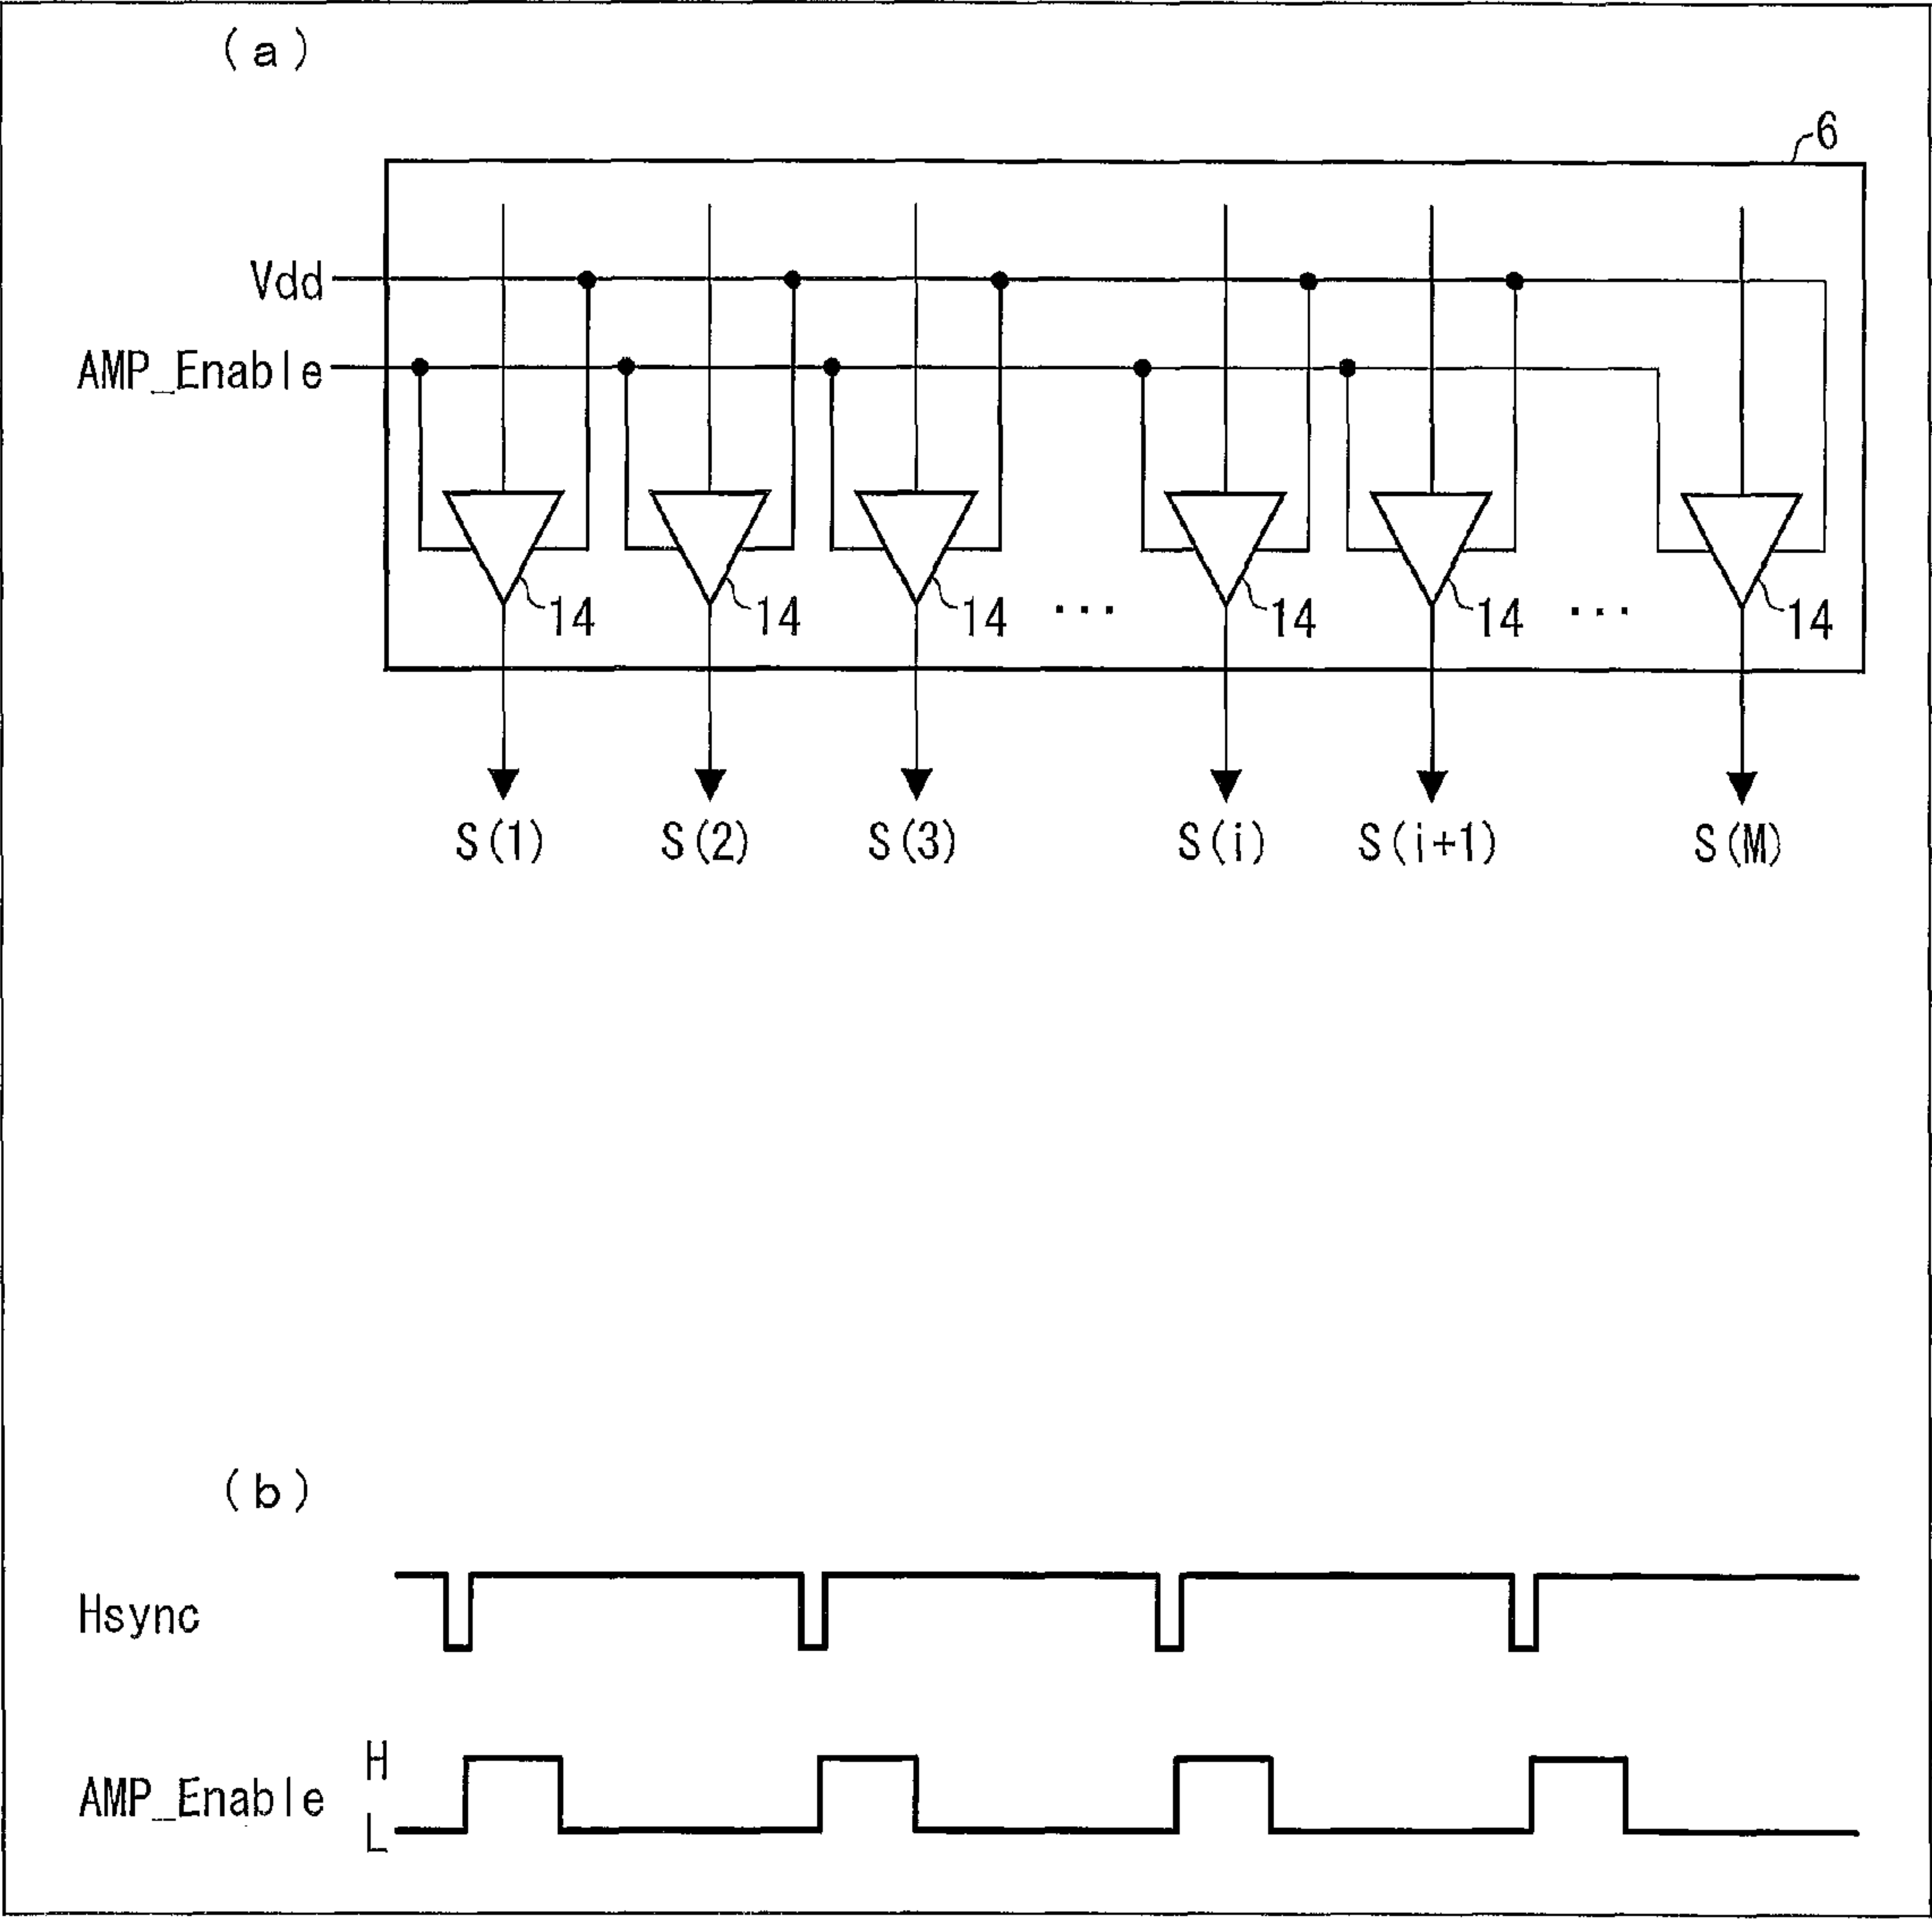 (a)
6
Vdd
AMP_Enable
14 14 14 ... 14 14 ... 14
S(1) S(2) S(3) S(i) S(i+1) S(M)
(b)
Hsync
H
AMP_Enable
L